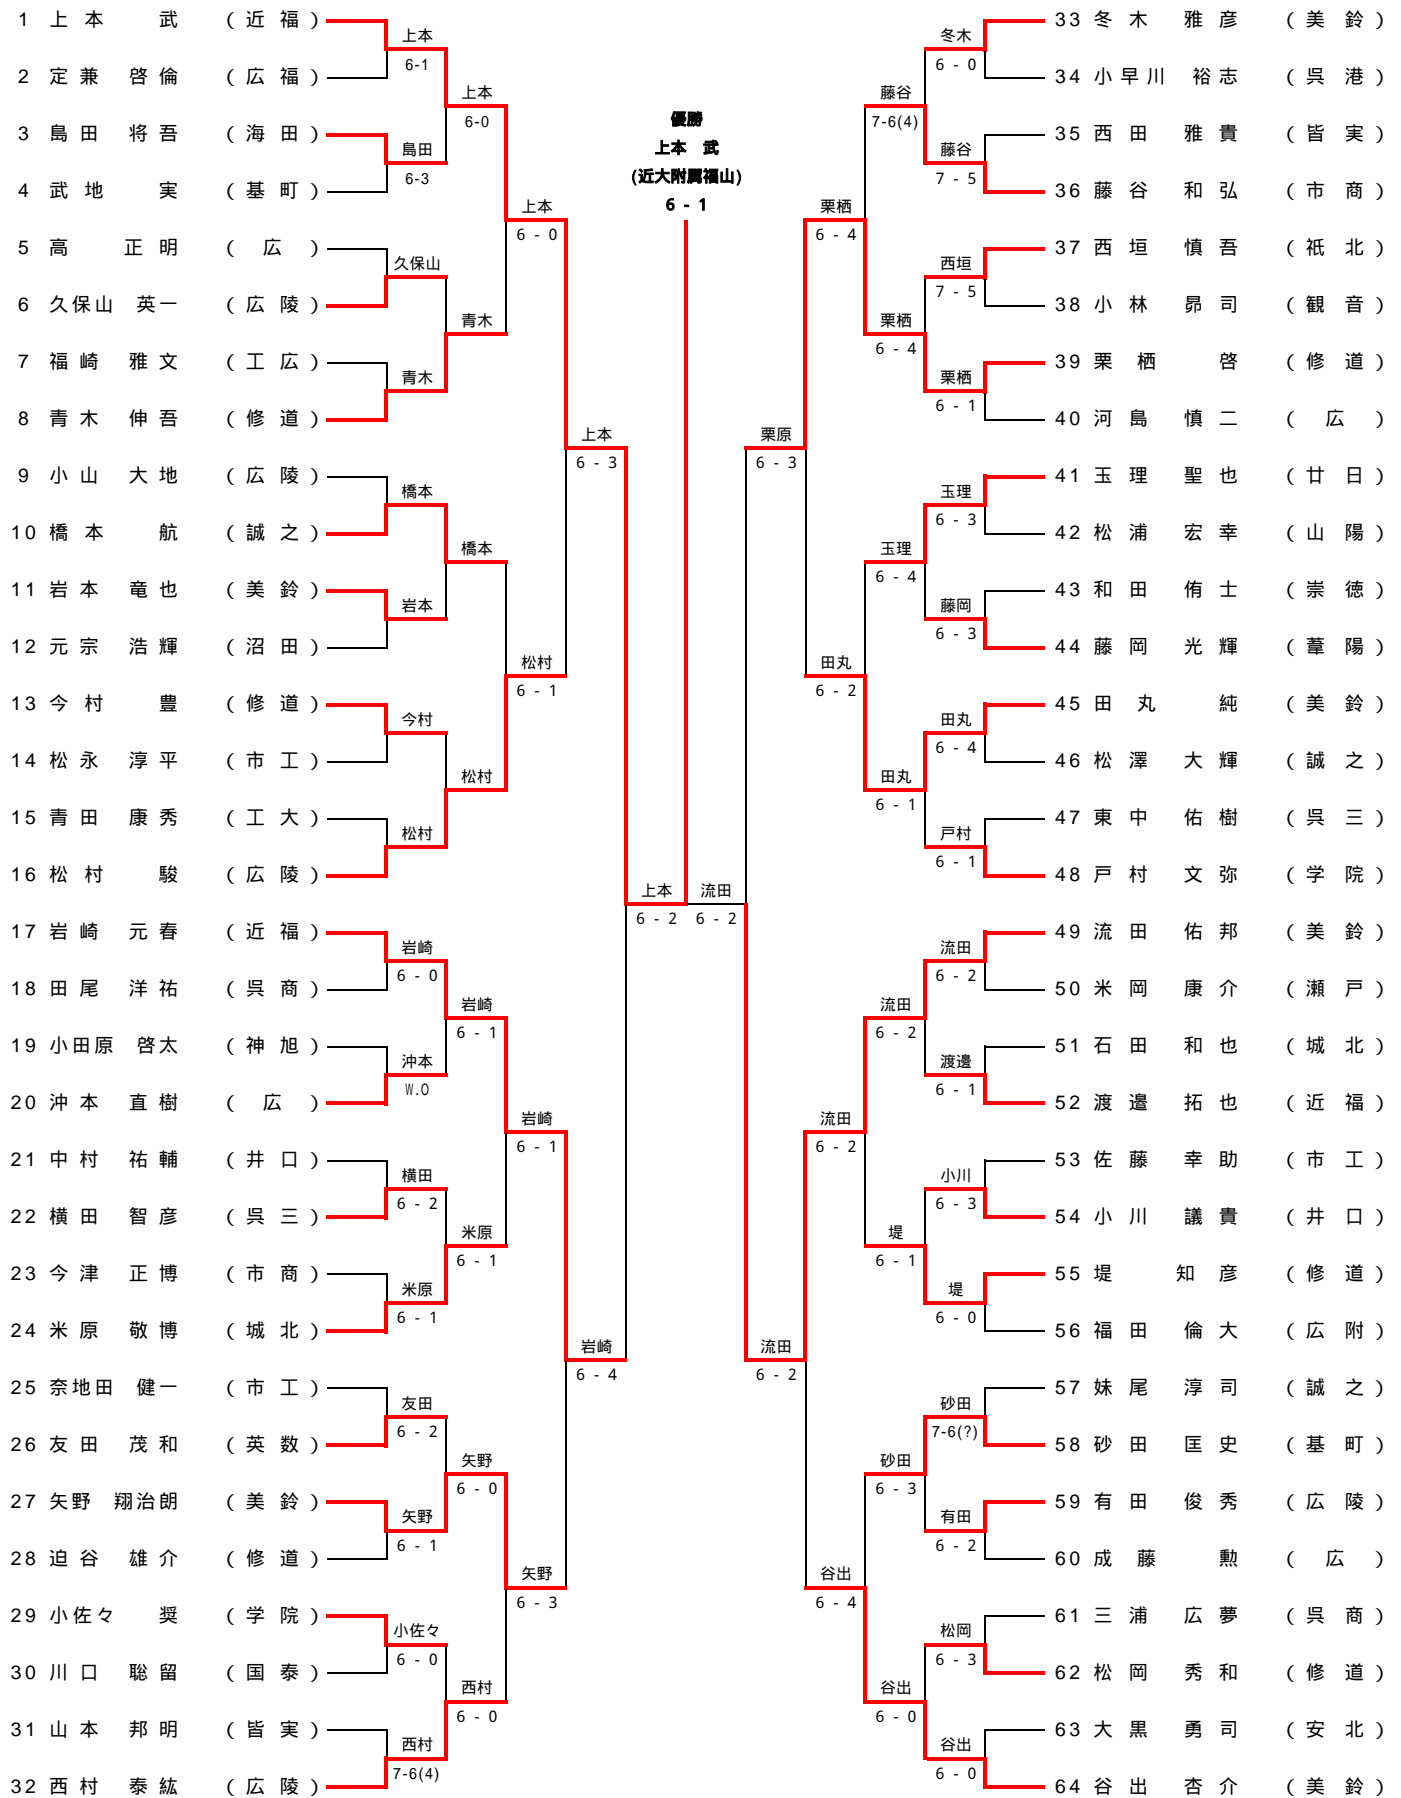 1 上本 武 (近福)
2 定兼 啓倫 (広福)
3 島田 将吾 (海田)
4 武地 実 (基町)
5 高 正明 (広)
6 久保山 英一 (広陵)
7 福崎 雅文 (工広)
8 青木 伸吾 (修道)
9 小山 大地 (広陵)
10 橋本 航 (誠之)
11 岩本 竜也 (美鈴)
12 元宗 浩輝 (沼田)
13 今村 豊 (修道)
14 松永 淳平 (市工)
15 青田 康秀 (工大)
16 松村 駿 (広陵)
17 岩崎 元春 (近福)
18 田尾 洋祐 (呉商)
19 小田原 啓太 (神旭)
20 沖本 直樹 (広)
21 中村 祐輔 (井口)
22 横田 智彦 (呉三)
23 今津 正博 (市商)
24 米原 敬博 (城北)
25 奈地田 健一 (市工)
26 友田 茂和 (英数)
27 矢野 翔治朗 (美鈴)
28 迫谷 雄介 (修道)
29 小佐々 奨 (学院)
30 川口 聡留 (国泰)
31 山本 邦明 (皆実)
32 西村 泰紘 (広陵)
上本
6-1
島田
6-3
久保山
青木
橋本
岩本
今村
松村
岩崎
6 - 0
沖本
W.O
横田
6 - 2
米原
6 - 1
友田
6 - 2
矢野
6 - 1
小佐々
6 - 0
西村
7-6(4)
上本
6-0
青木
橋本
松村
岩崎
6 - 1
米原
6 - 1
矢野
6 - 0
西村
6 - 0
上本
6 - 0
松村
6 - 1
岩崎
6 - 1
矢野
6 - 3
上本
6 - 3
岩崎
6 - 4
上本
6 - 2
優勝
上本 武
(近大附属福山)
6 - 1
流田
6 - 2
栗原
6 - 3
流田
6 - 2
栗栖
6 - 4
田丸
6 - 2
流田
6 - 2
谷出
6 - 4
藤谷
7-6(4)
栗栖
6 - 4
玉理
6 - 4
田丸
6 - 1
流田
6 - 2
堤
6 - 1
砂田
6 - 3
谷出
6 - 0
冬木
6 - 0
藤谷
7 - 5
西垣
7 - 5
栗栖
6 - 1
玉理
6 - 3
藤岡
6 - 3
田丸
6 - 4
戸村
6 - 1
流田
6 - 2
渡邊
6 - 1
小川
6 - 3
堤
6 - 0
砂田
7-6(?)
有田
6 - 2
松岡
6 - 3
谷出
6 - 0
33 冬木 雅彦 (美鈴)
34 小早川 裕志 (呉港)
35 西田 雅貴 (皆実)
36 藤谷 和弘 (市商)
37 西垣 慎吾 (祇北)
38 小林 昴司 (観音)
39 栗栖 啓 (修道)
40 河島 慎二 (広)
41 玉理 聖也 (廿日)
42 松浦 宏幸 (山陽)
43 和田 侑士 (崇徳)
44 藤岡 光輝 (葦陽)
45 田丸 純 (美鈴)
46 松澤 大輝 (誠之)
47 東中 佑樹 (呉三)
48 戸村 文弥 (学院)
49 流田 佑邦 (美鈴)
50 米岡 康介 (瀬戸)
51 石田 和也 (城北)
52 渡邉 拓也 (近福)
53 佐藤 幸助 (市工)
54 小川 議貴 (井口)
55 堤 知彦 (修道)
56 福田 倫大 (広附)
57 妹尾 淳司 (誠之)
58 砂田 匡史 (基町)
59 有田 俊秀 (広陵)
60 成藤 勲 (広)
61 三浦 広夢 (呉商)
62 松岡 秀和 (修道)
63 大黒 勇司 (安北)
64 谷出 杏介 (美鈴)